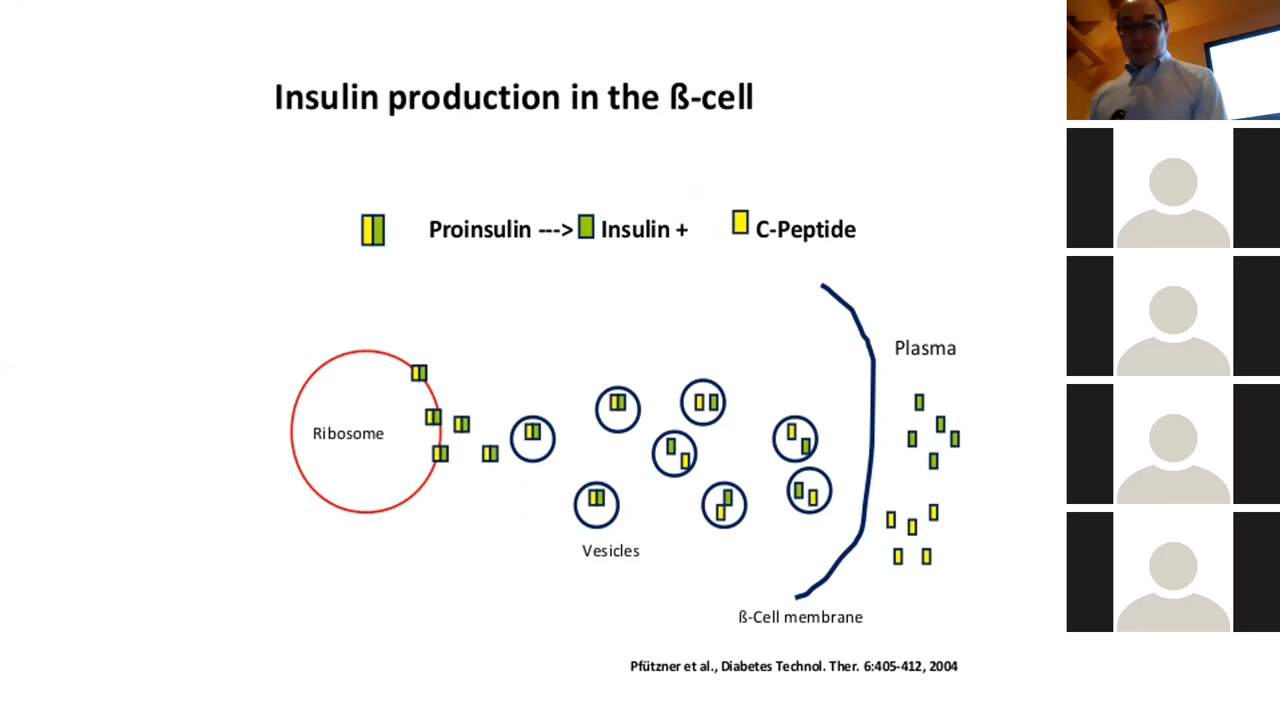 Insulin production in the ß-cell
Proinsulin ---> Insulin + C-Peptide
Plasma
Ribosome
Vesicles
ß-Cell membrane
Pfützner et al., Diabetes Technol. Ther. 6:405-412, 2004